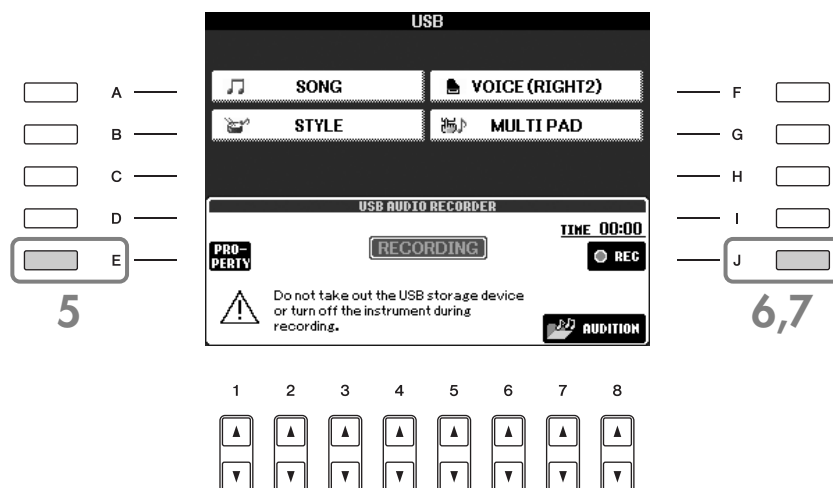 USB
A SONG VOICE (RIGHT2) F
B STYLE MULTI PAD G
C H
D I
USB AUDIO RECORDER
TIME 00:00
PRO-
PERTY
RECORDING
REC
E J
5 6,7
Do not take out the USB storage device
or turn off the instrument during
recording.
AUDITION
1 2 3 4 5 6 7 8